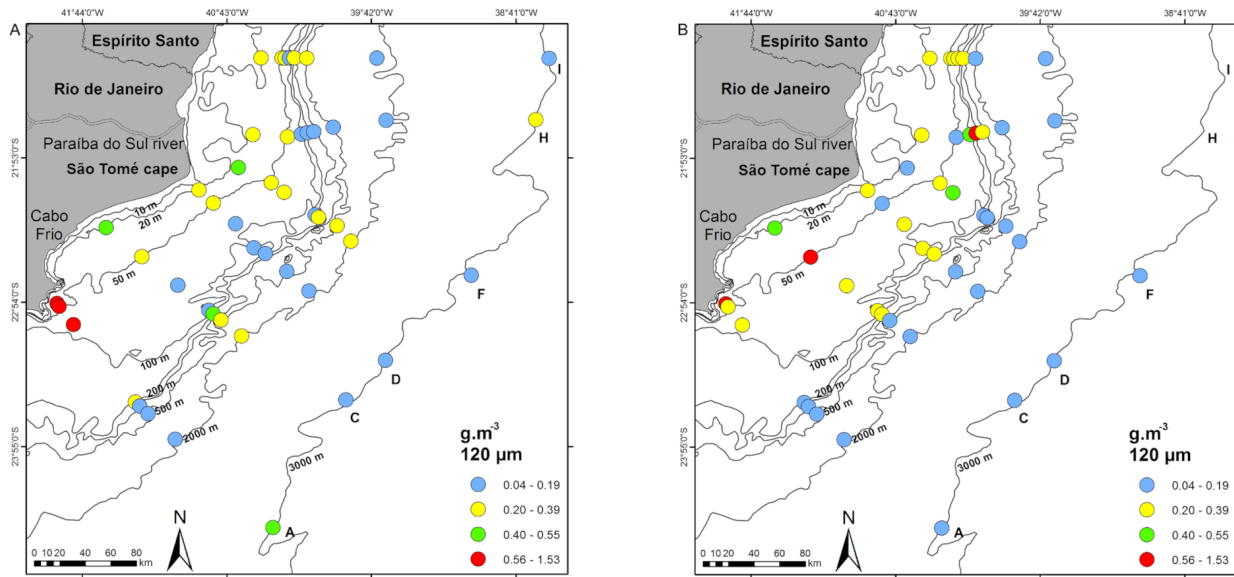 A
41°44'0"W 40°43'0"W 39°42'0"W 38°41'0"W
Espírito Santo
I
Rio de Janeiro
H
Paraíba do Sul river
21°53'0"S
São Tomé cape
Cabo
Frio
10 m
20 m
50 m
F
22°54'0"S
100 m
D
200 m
500 m
C
2000 m
23°55'0"S
3000 m
g.m-3
120 µm
0.04 - 0.19
0.20 - 0.39
0.40 - 0.55
0.56 - 1.53
N
A
0 10 20 40 60 80
km
B
41°44'0"W 40°43'0"W 39°42'0"W 38°41'0"W
Espírito Santo
I
Rio de Janeiro
H
Paraíba do Sul river
21°53'0"S
São Tomé cape
Cabo
Frio
10 m
20 m
50 m
F
22°54'0"S
100 m
D
200 m
500 m
C
2000 m
23°55'0"S
3000 m
g.m-3
120 µm
0.04 - 0.19
0.20 - 0.39
0.40 - 0.55
0.56 - 1.53
N
A
0 10 20 40 60 80
km